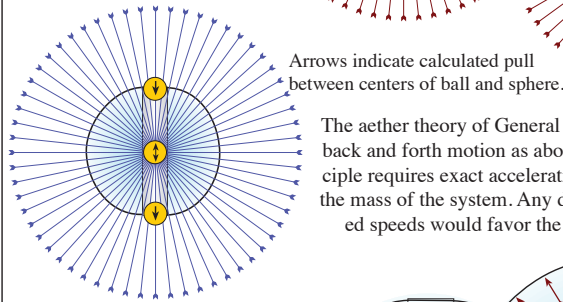 Arrows indicate calculated pull
between centers of ball and sphere.
The aether theory of General
back and forth motion as abo
ciple requires exact accelerati
the mass of the system. Any d
ed speeds would favor the